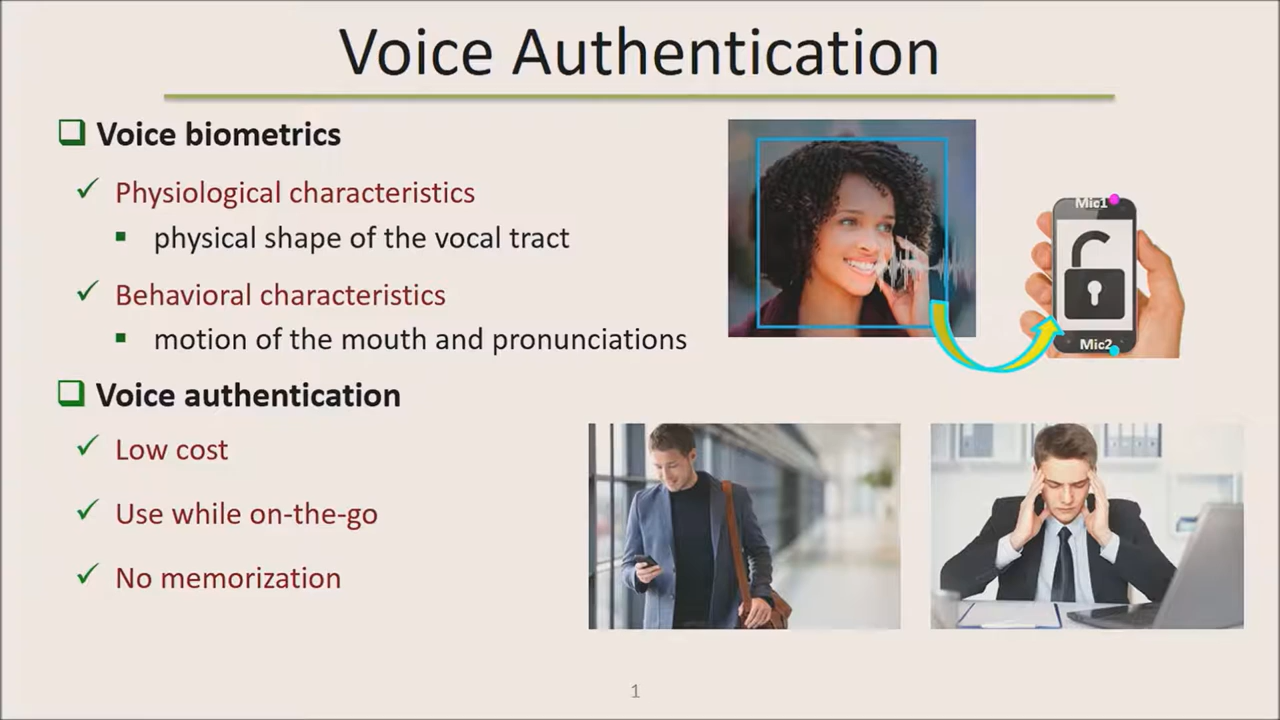 Voice Authentication
Voice biometrics
Physiological characteristics
physical shape of the vocal tract
Behavioral characteristics
motion of the mouth and pronunciations
Mic1
Mic2
Voice authentication
Low cost
Use while on-the-go
No memorization
1